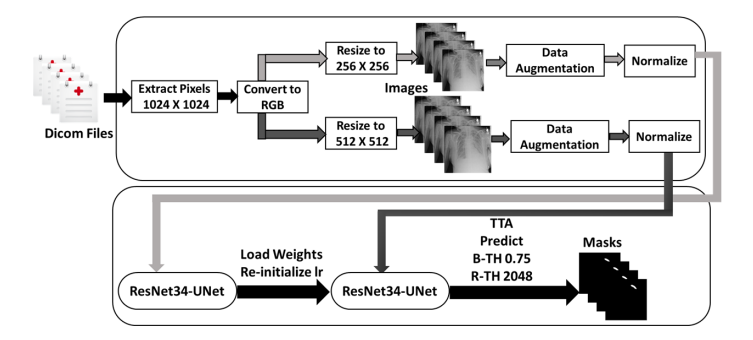 Dicom Files
Extract Pixels
1024 X 1024
Convert to
RGB
Resize to
256 X 256
Images
Data
Augmentation
Normalize
Resize to
512 X 512
Data
Augmentation
Normalize
ResNet34-UNet
Load Weights
Re-initialize lr
ResNet34-UNet
TTA
Predict
B-TH 0.75
R-TH 2048
Masks